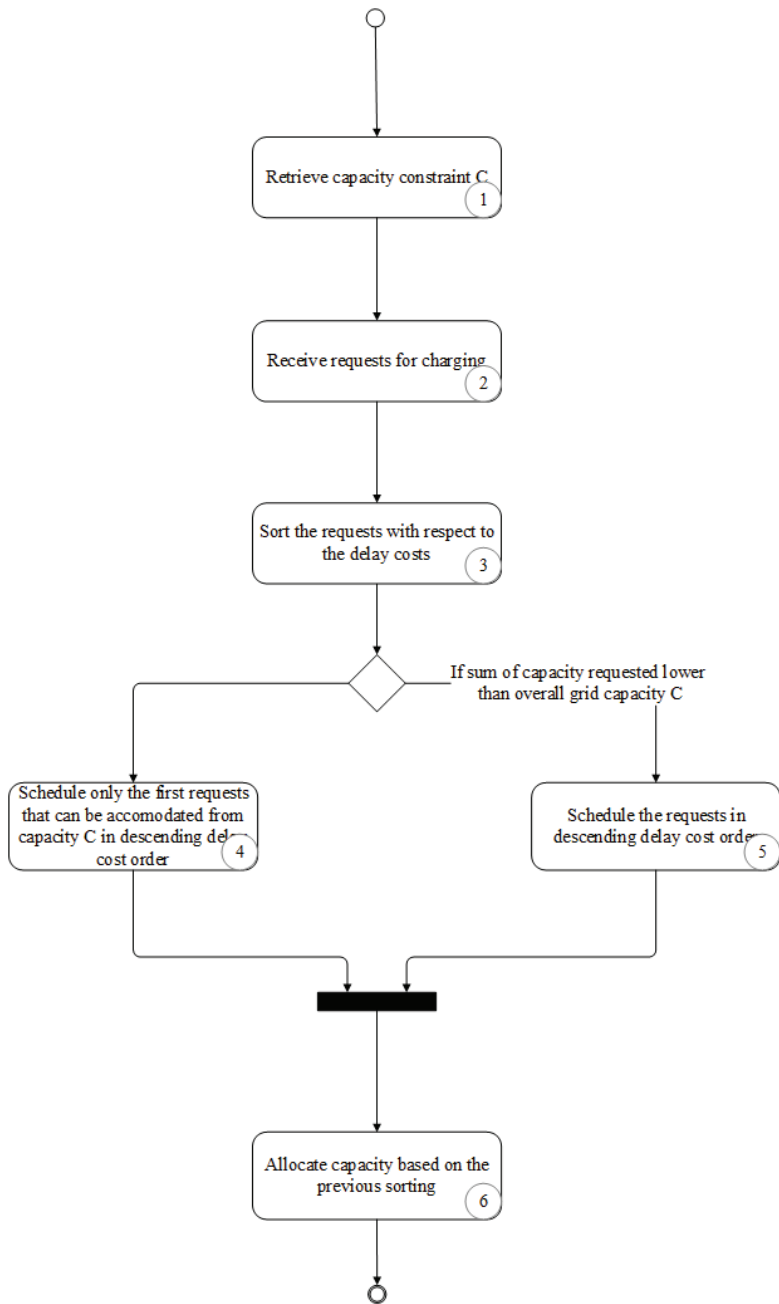 Retrieve capacity constraint C
1
Receive requests for charging
2
Sort the requests with respect to
the delay costs
3
If sum of capacity requested lower
than overall grid capacity C
Schedule only the first requests
that can be accomodated from
capacity C in descending delay
cost order
4
Schedule the requests in
descending delay cost order
5
Allocate capacity based on the
previous sorting
6